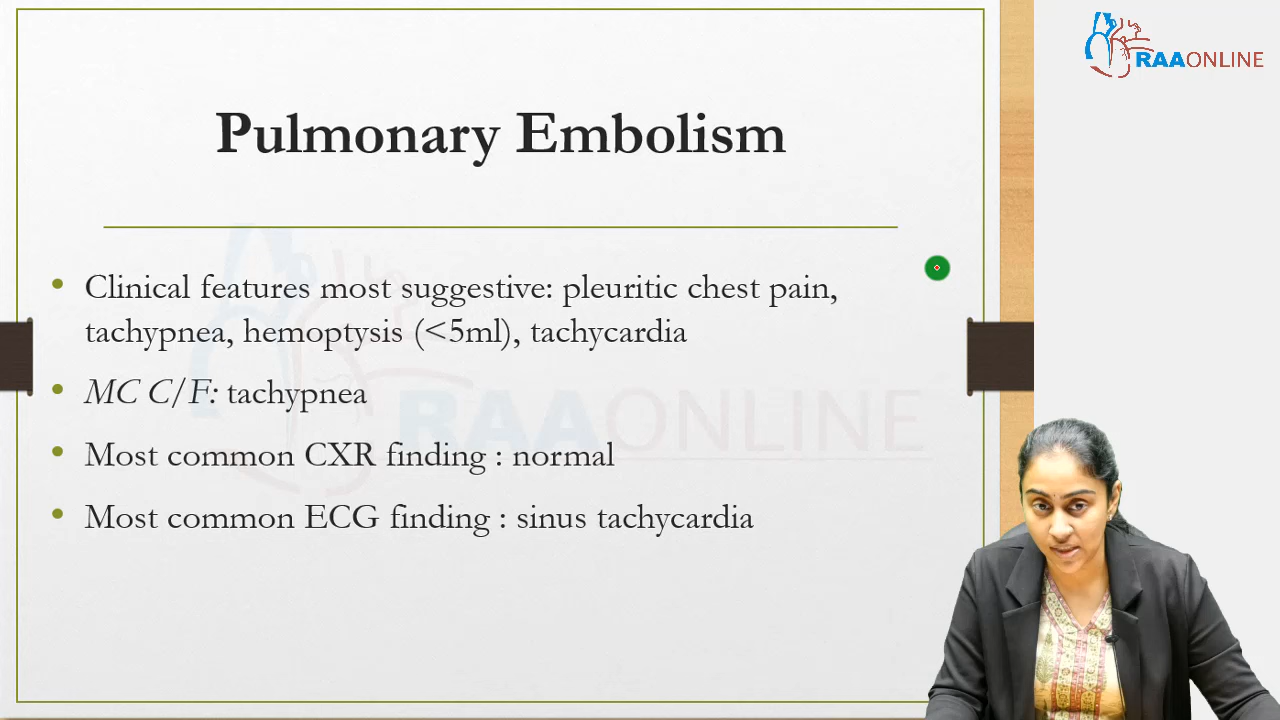 RAAONLINE
Pulmonary Embolism
• Clinical features most suggestive: pleuritic chest pain,
tachypnea, hemoptysis (<5ml), tachycardia
• MC C/F: tachypnea
• Most common CXR finding : normal
• Most common ECG finding : sinus tachycardia
RAAONLINE